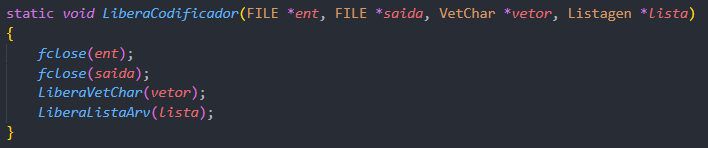 static void LiberaCodificador(FILE *ent, FILE *saida, VetChar *vetor, Listagen *lista)
{
    fclose(ent);
    fclose(saida);
    LiberaVetChar(vetor);
    LiberaListaArv(lista);
}